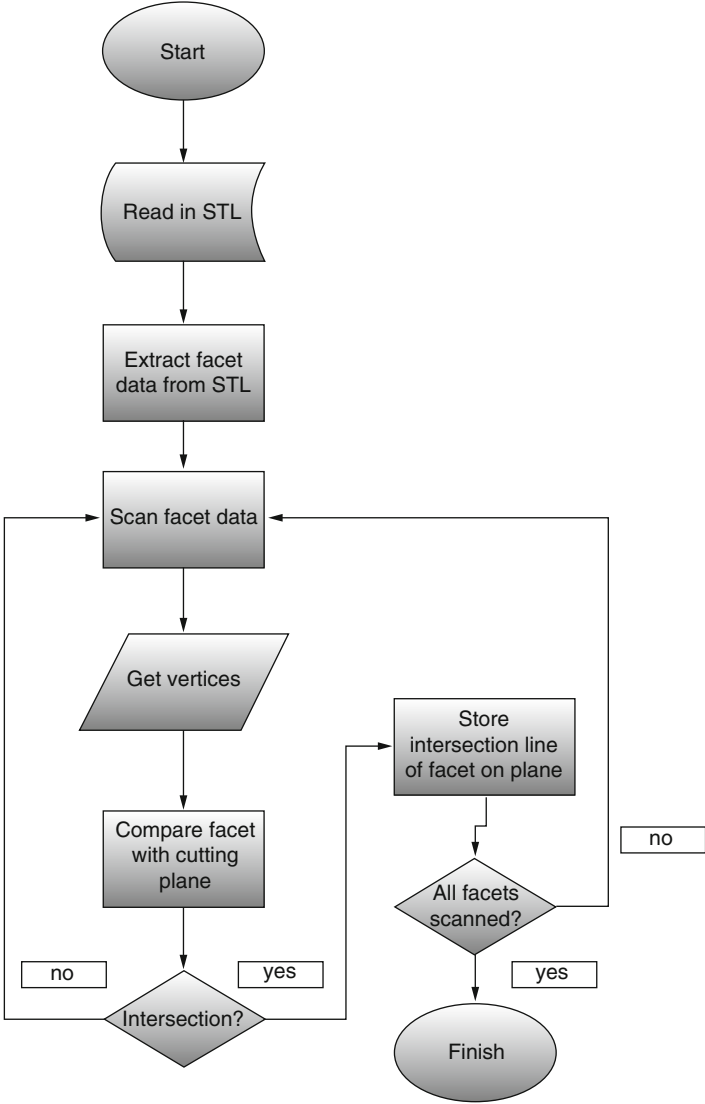 Start
Read in STL
Extract facet
data from STL
Scan facet data
Get vertices
Compare facet
with cutting
plane
no
yes
Intersection?
Store
intersection line
of facet on plane
no
All facets
scanned?
yes
Finish